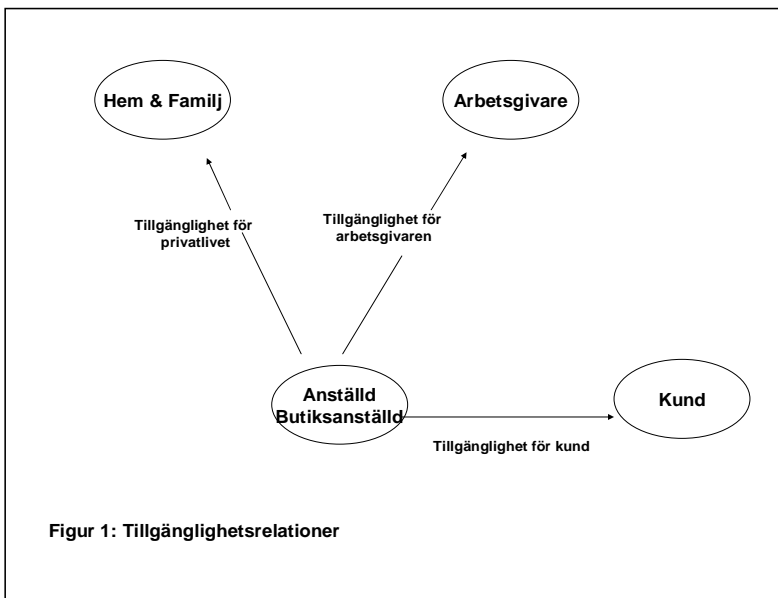 Hem & Familj
Arbetsgivare
Tillgänglighet för
privatlivet
Tillgänglighet för
arbetsgivaren
Anställd
Butiksanställd
Kund
Tillgänglighet för kund
Figur 1: Tillgänglighetsrelationer